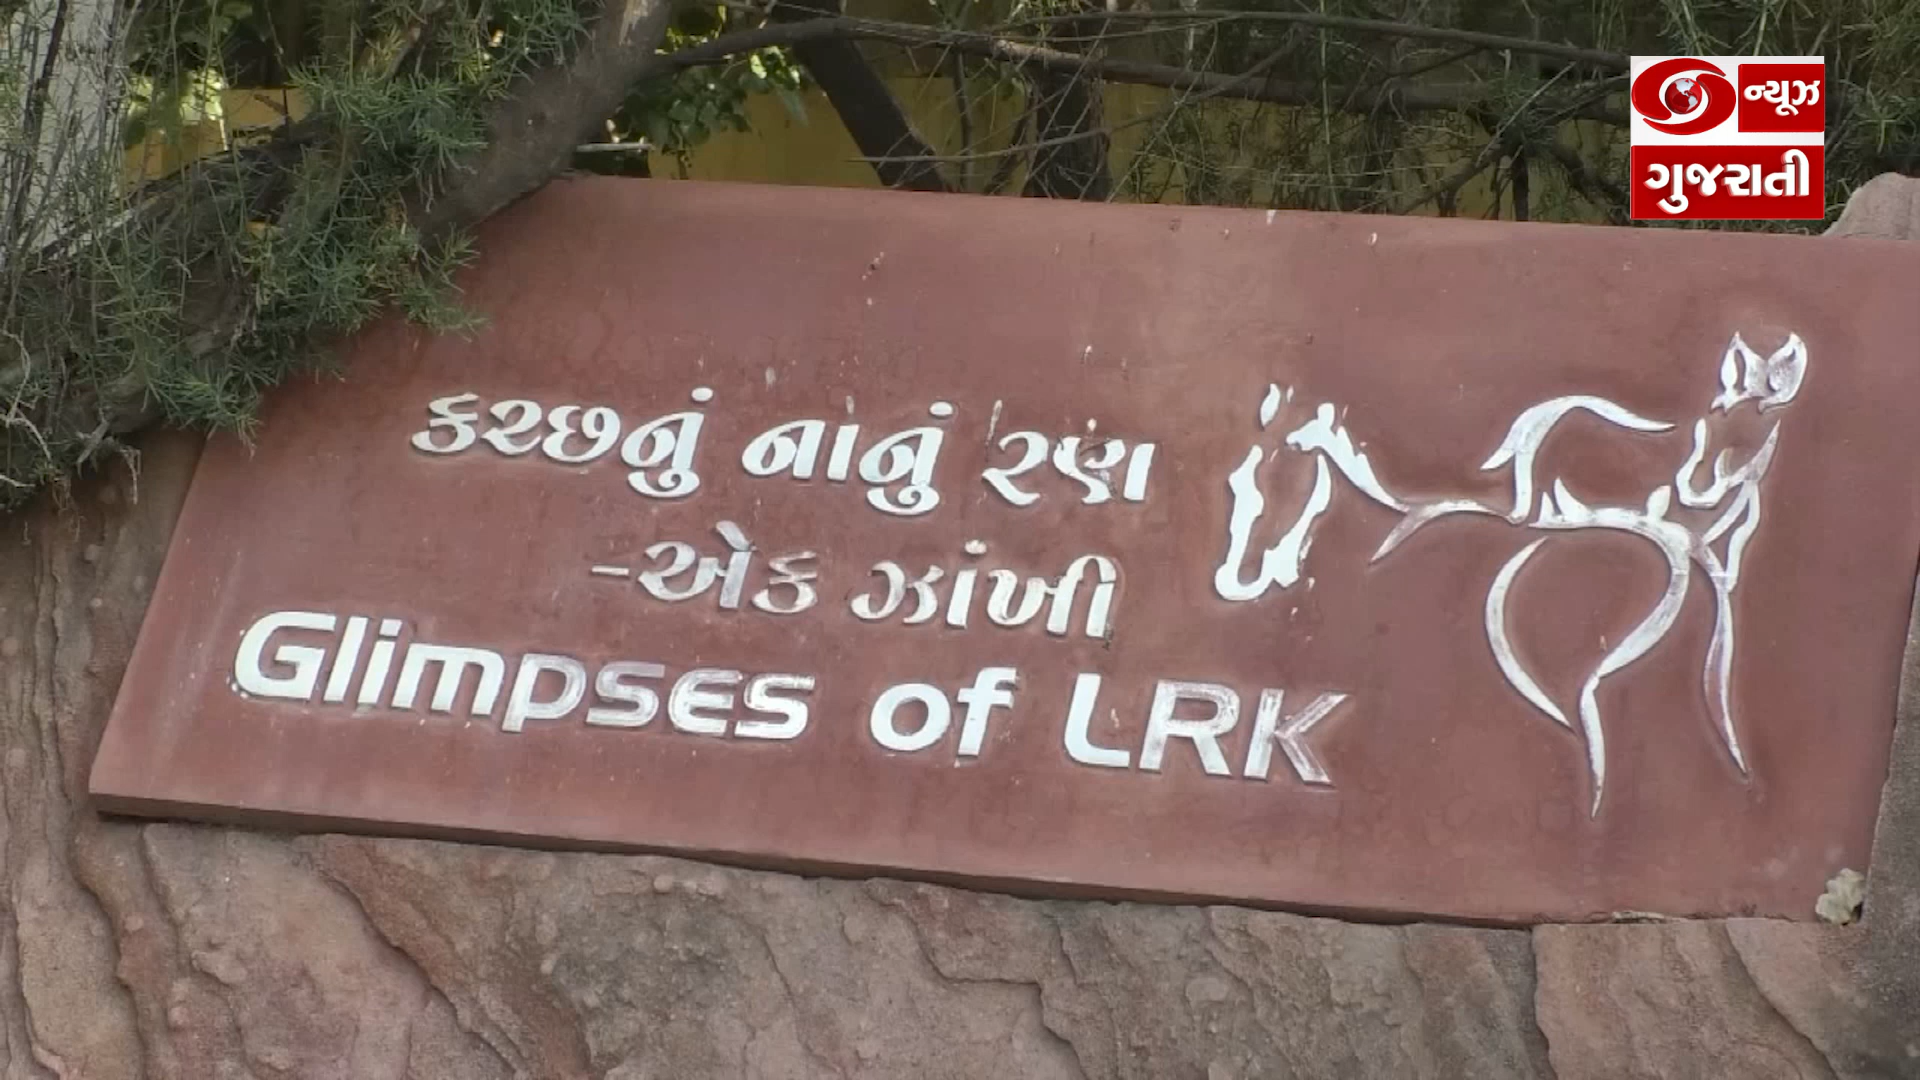 ન્યૂઝ
ગુજરાતી
કચ્છનું નાનું રણ
-એક ઝાંખી
Glimpses of LRK